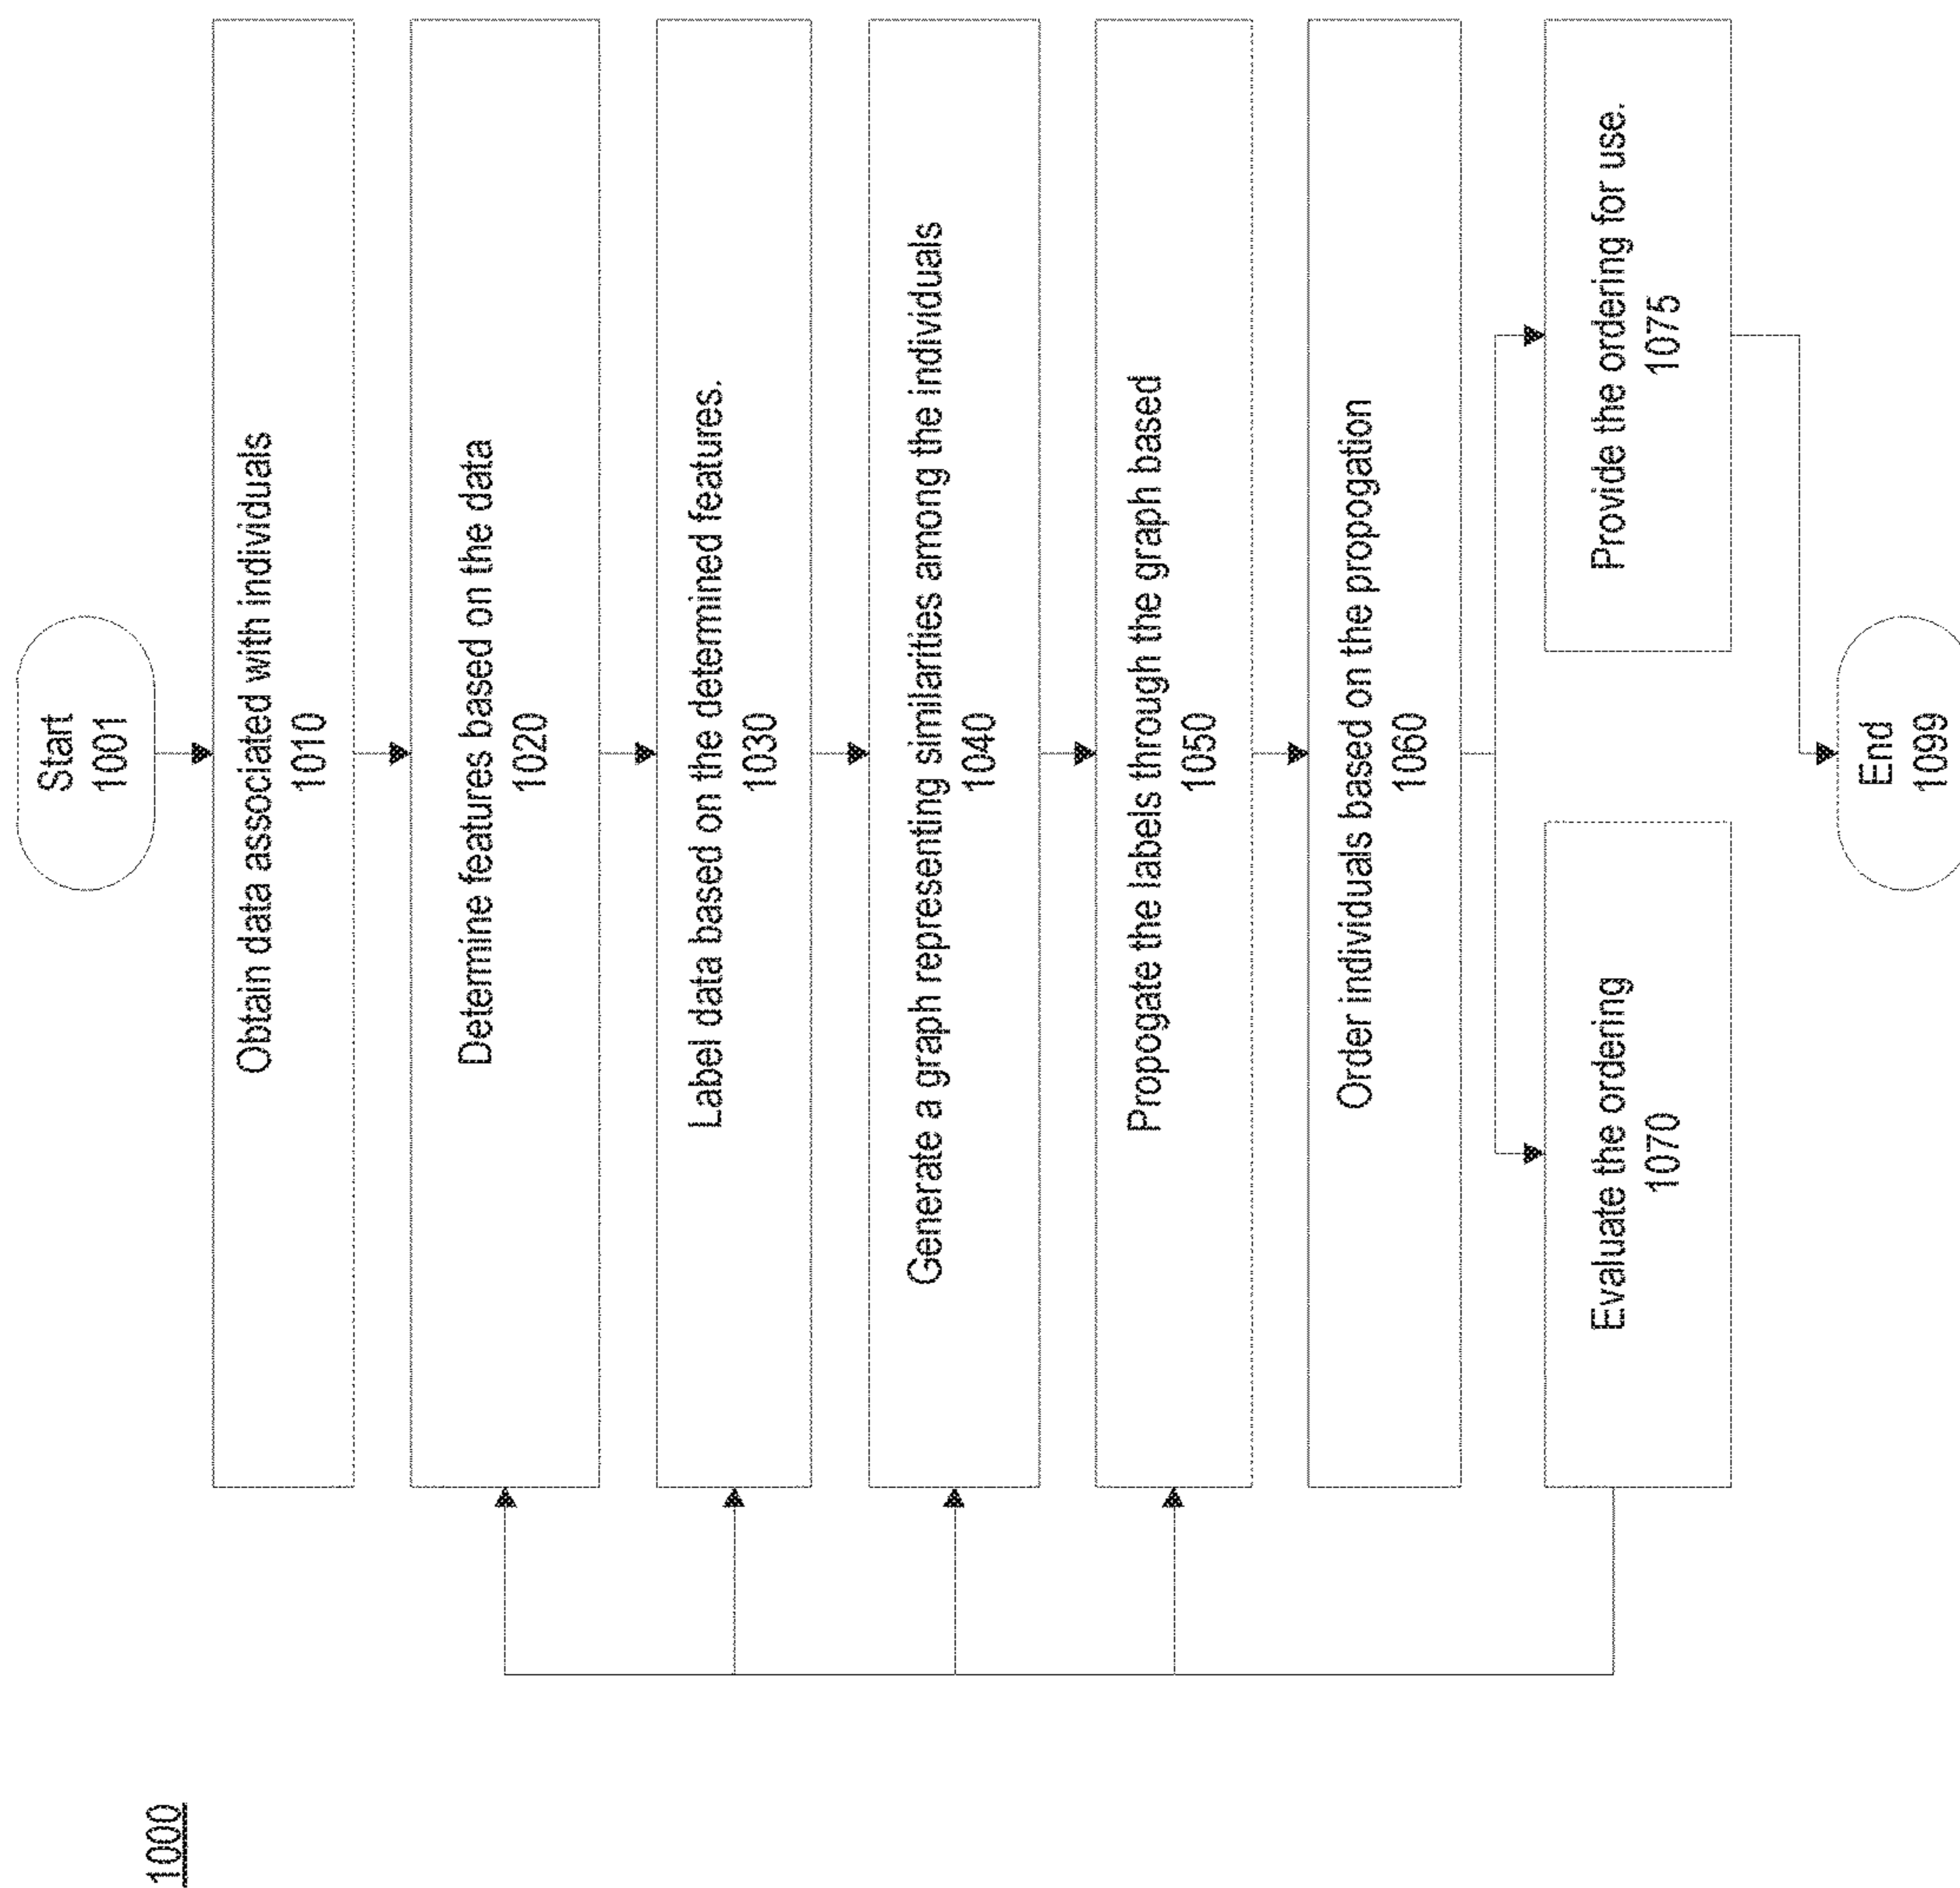 1000
Start
1001
Obtain data associated with individuals
1010
Determine features based on the data
1020
Label data based on the determined features.
1030
Generate a graph representing similarities among the individuals
1040
Propogate the labels through the graph based
1050
Order individuals based on the propogation
1060
Evaluate the ordering
1070
Provide the ordering for use.
1075
End
1099